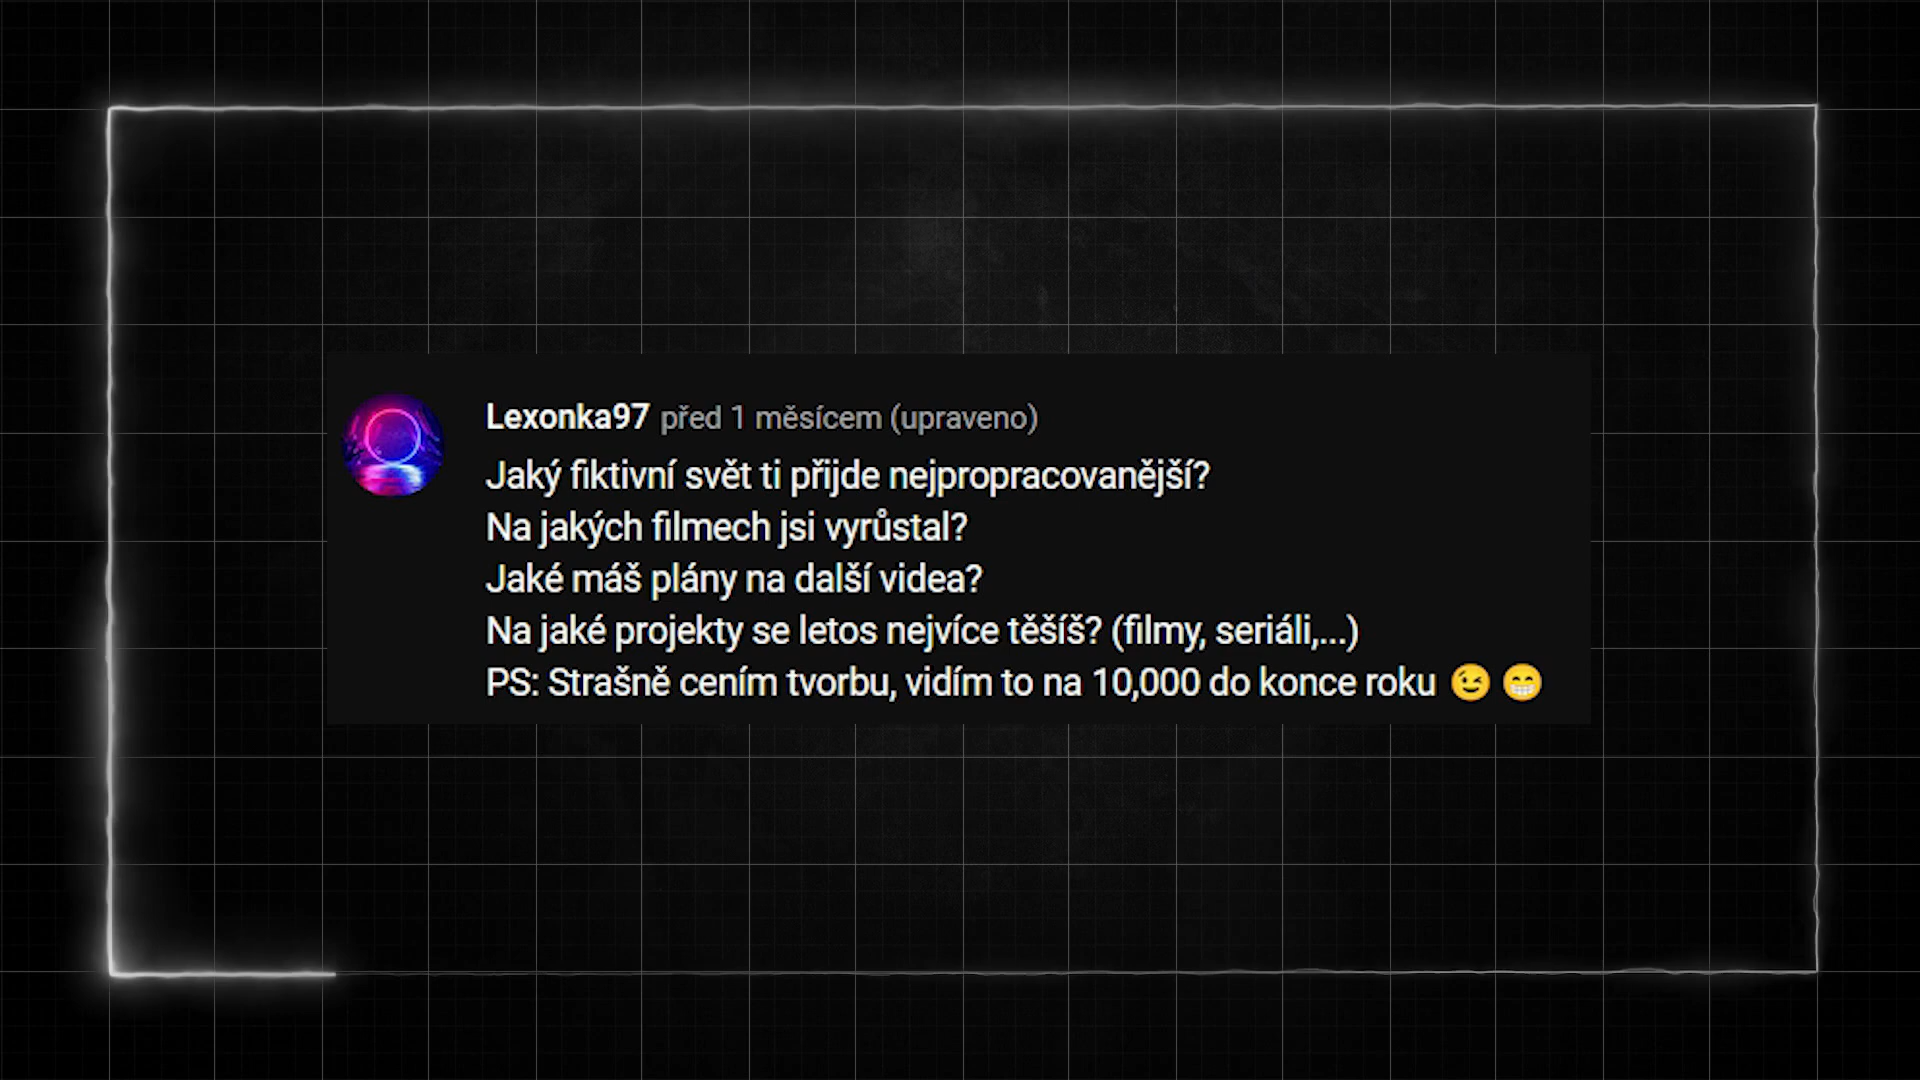 Lexonka97 před 1 měsícem (upraveno)
Jaký fiktivní svět ti přijde nejpropracovanější?
Na jakých filmech jsi vyrůstal?
Jaké máš plány na další videa?
Na jaké projekty se letos nejvíce těšíš? (filmy, seriáli,...)
PS: Strašně cením tvorbu, vidím to na 10,000 do konce roku 😉 😁